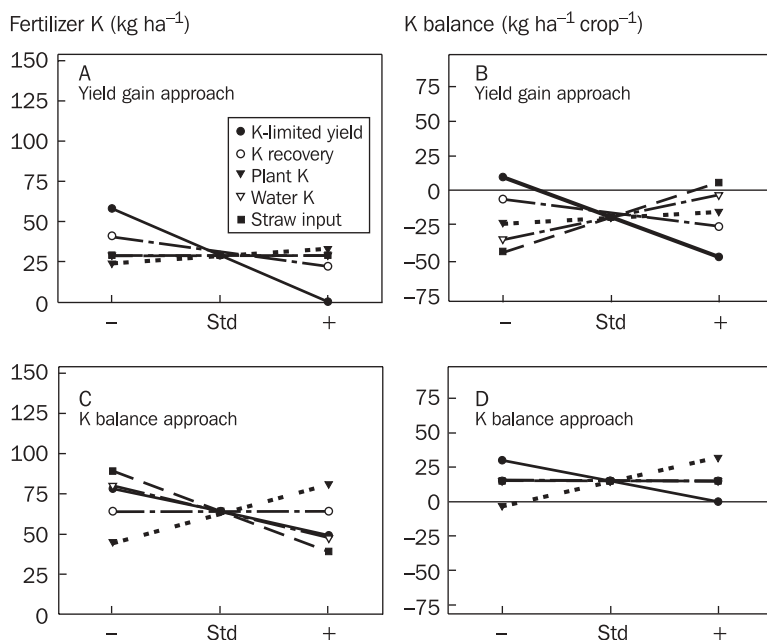 Fertilizer K (kg ha–1)
K balance (kg ha–1 crop–1)
150
125
100
75
50
25
0
A
Yield gain approach
K-limited yield
K recovery
Plant K
Water K
Straw input
–
Std
+
75
50
25
0
–25
–50
–75
B
Yield gain approach
–
Std
+
150
125
100
75
50
25
0
C
K balance approach
–
Std
+
75
50
25
0
–25
–50
–75
D
K balance approach
–
Std
+